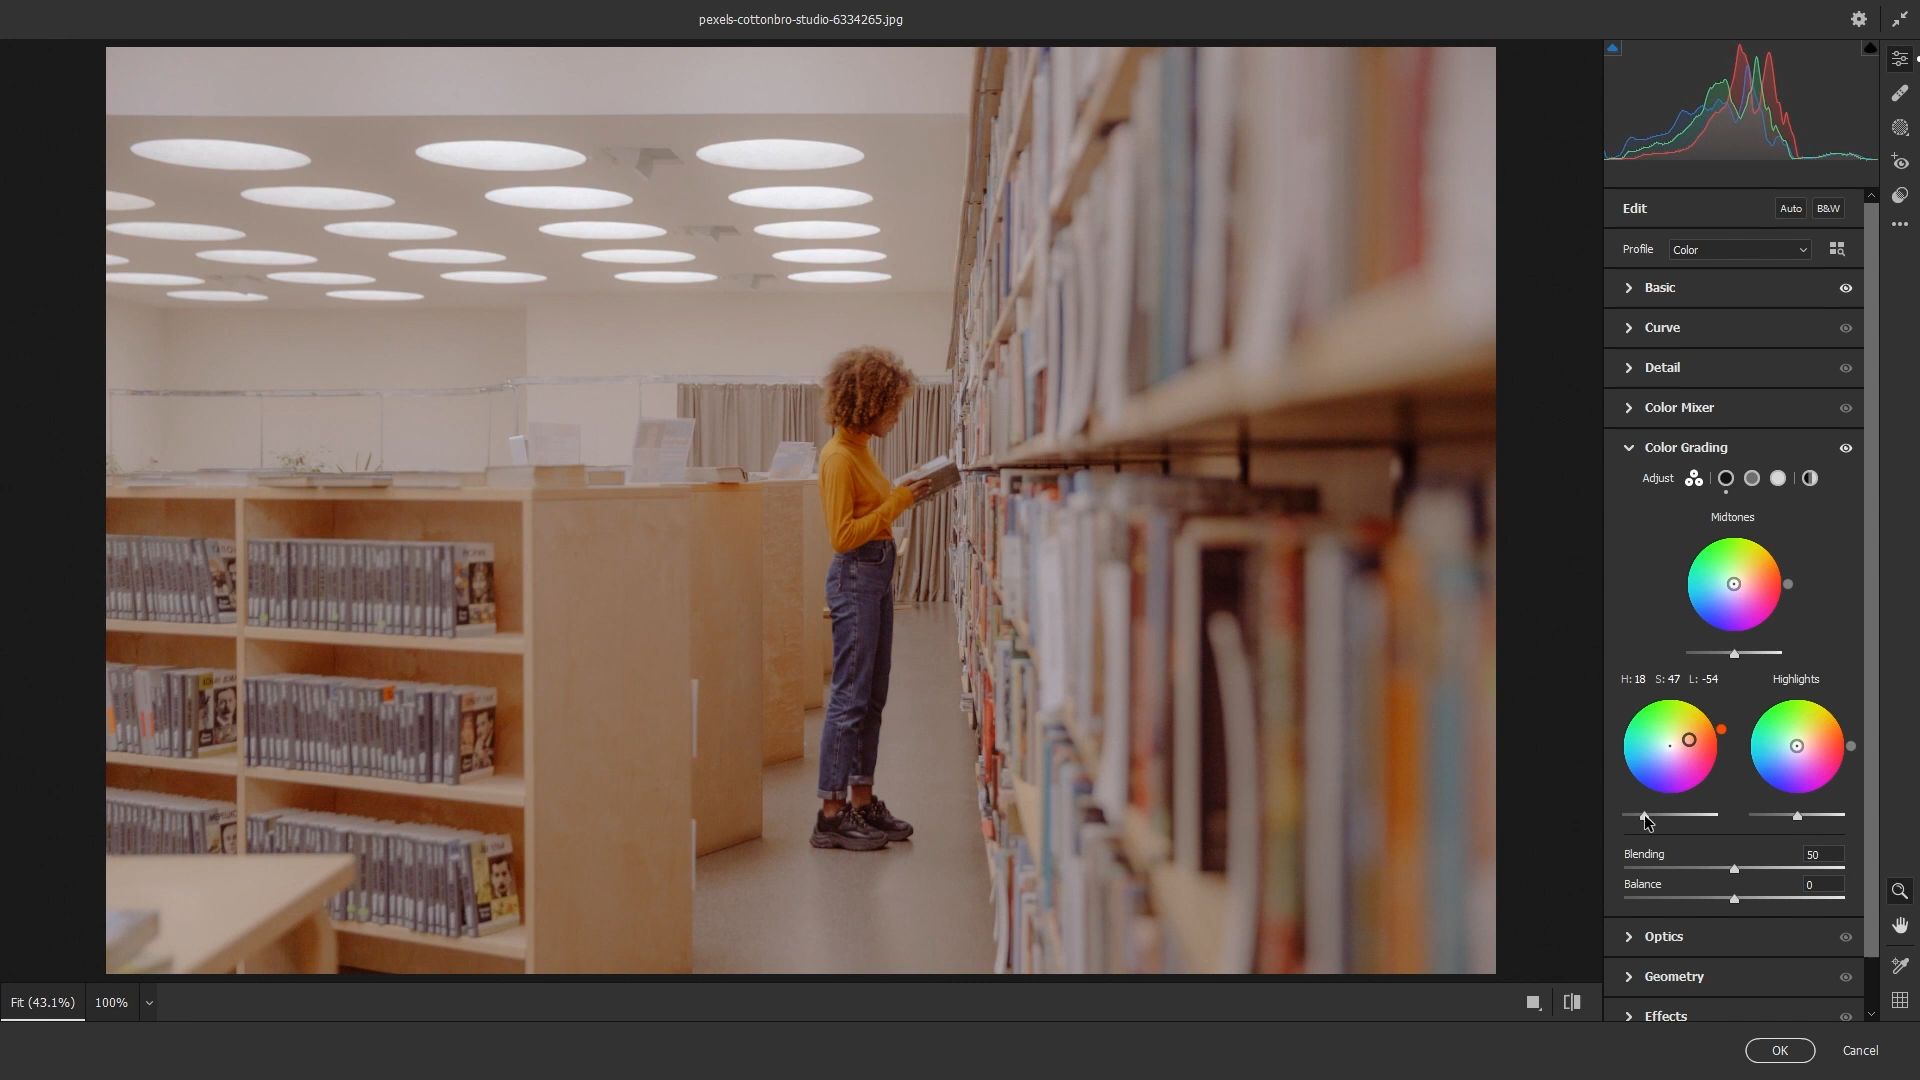 pexels-cottonbro-studio-6334265.jpg
Edit
Auto
B&W
Profile
Color
Basic
Curve
Detail
Color Mixer
Color Grading
Adjust
Midtones
H: 18 S: 47 L: -54
Highlights
Blending
50
Balance
0
Optics
Geometry
Effects
Fit (43.1%)
100%
OK
Cancel